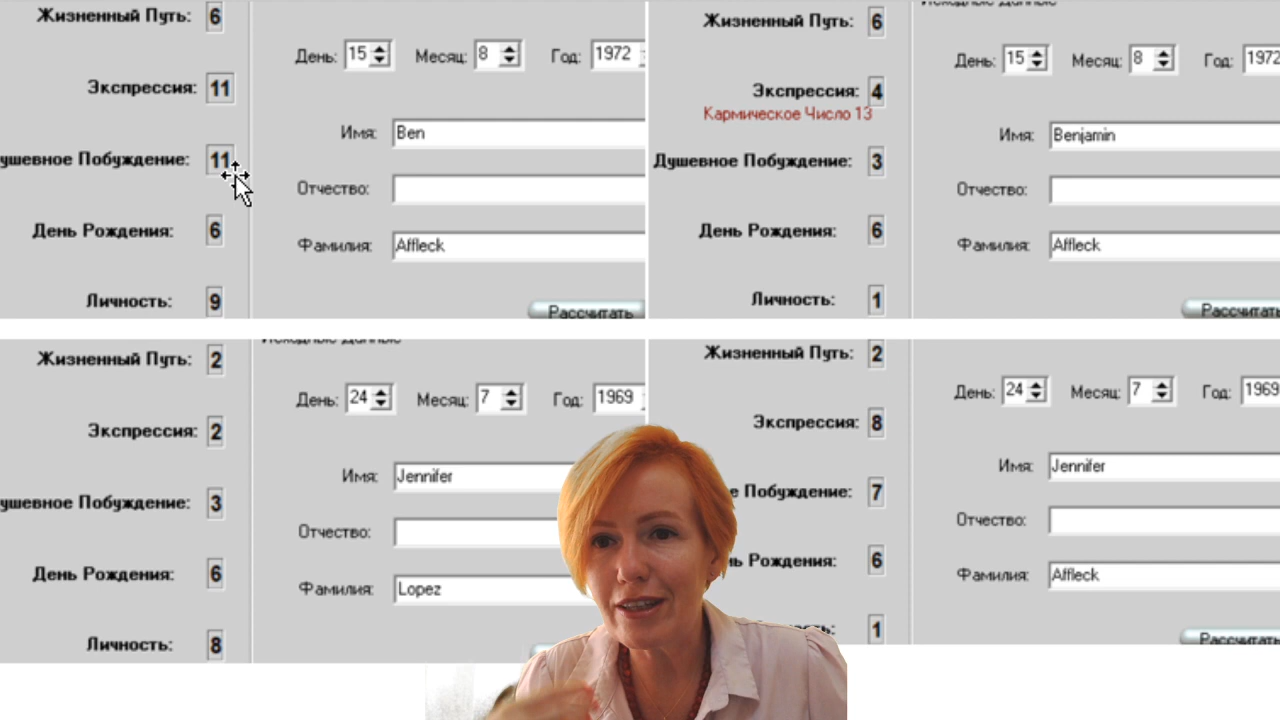 Жизненный Путь: 6
День: 15 Месяц: 8 Год: 1972
Экспрессия: 11
Имя: Ben
ушевное Побуждение: 11
Отчество:
День Рождения: 6
Фамилия: Affleck
Личность: 9
Рассчитать
Исходные Данные
Жизненный Путь: 6
День: 15 Месяц: 8 Год: 1972
Экспрессия: 4
Кармическое Число 13
Имя: Benjamin
Душевное Побуждение: 3
Отчество:
День Рождения: 6
Фамилия: Affleck
Личность: 1
Рассчитать
Исходные Данные
Жизненный Путь: 2
День: 24 Месяц: 7 Год: 1969
Экспрессия: 2
Имя: Jennifer
ушевное Побуждение: 3
Отчество:
День Рождения: 6
Фамилия: Lopez
Личность: 8
Жизненный Путь: 2
День: 24 Месяц: 7 Год: 1969
Экспрессия: 8
Имя: Jennifer
е Побуждение: 7
Отчество:
ь Рождения: 6
Фамилия: Affleck
ость: 1
Рассчитать